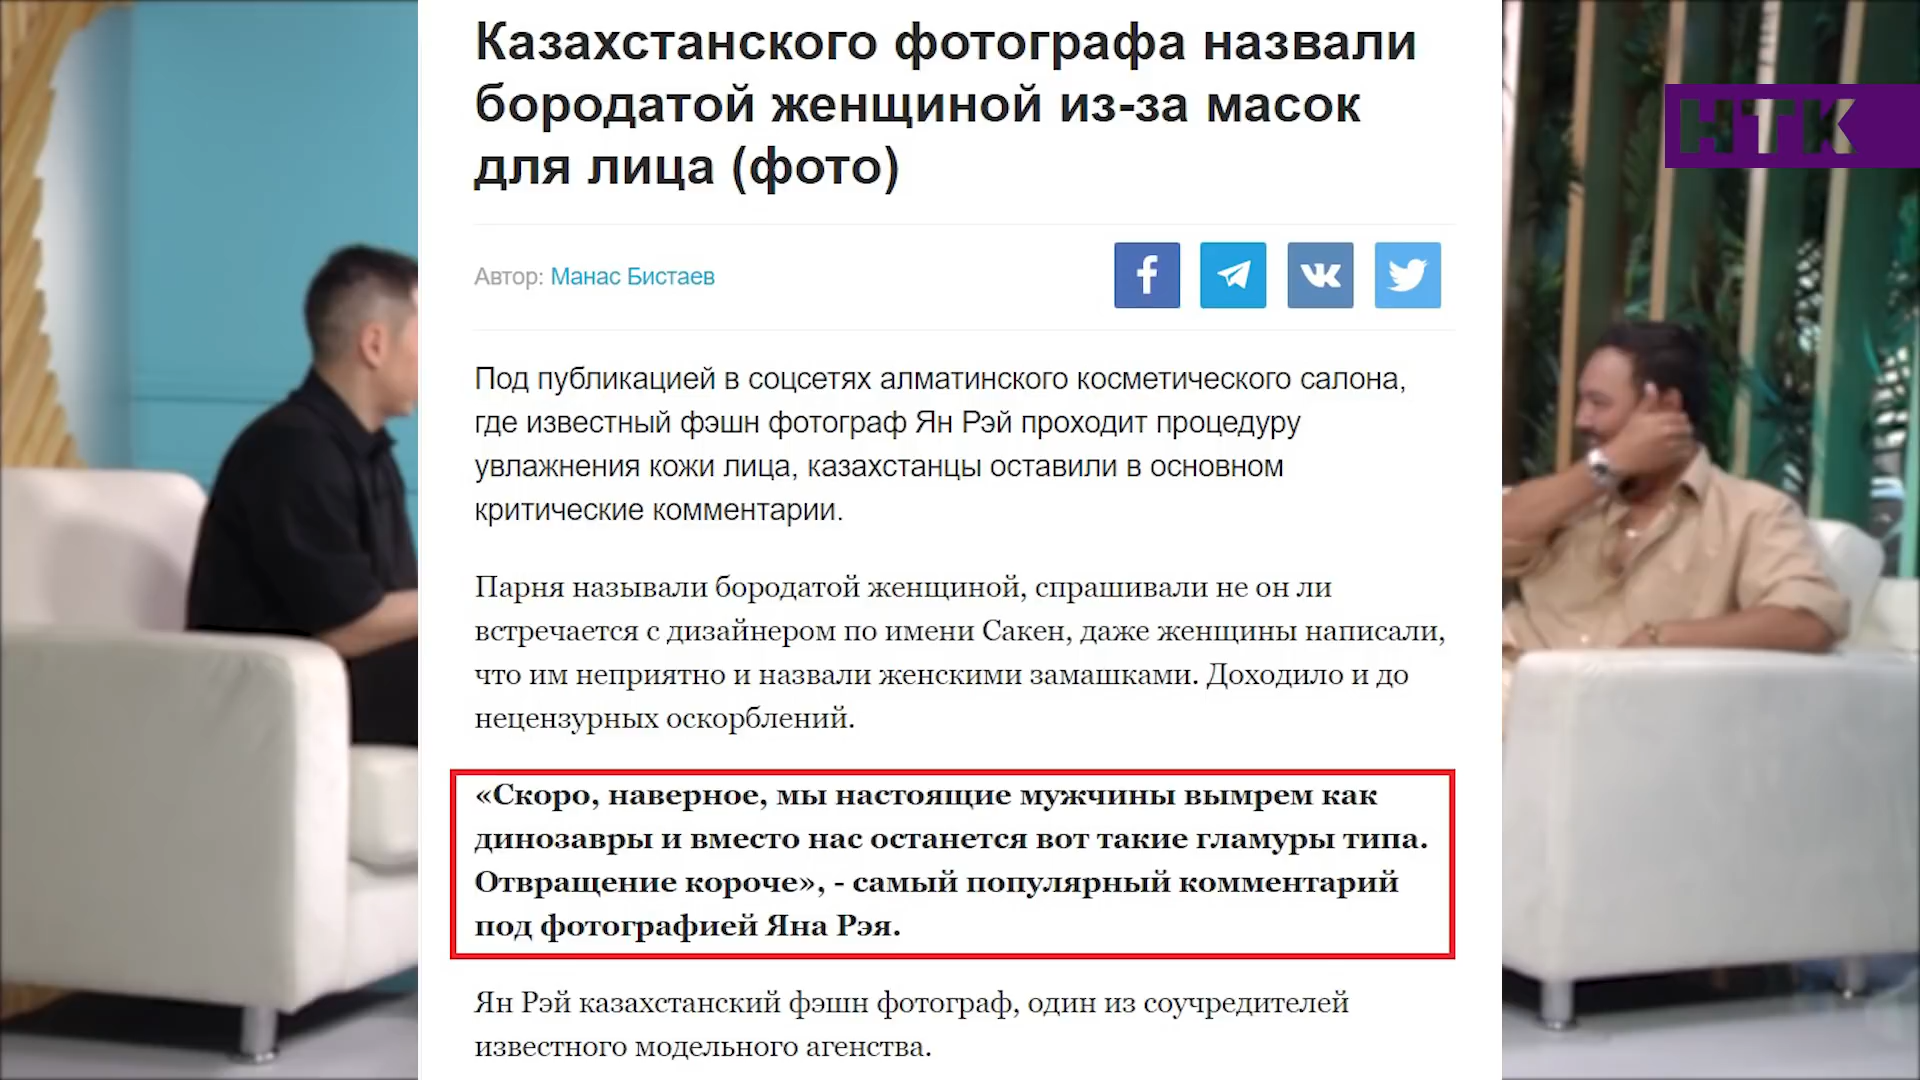 Казахстанского фотографа назвали
бородатой женщиной из-за масок
для лица (фото)
НТК
Автор: Манас Бистаев
Под публикацией в соцсетях алматинского косметического салона,
где известный фэшн фотограф Ян Рэй проходит процедуру
увлажнения кожи лица, казахстанцы оставили в основном
критические комментарии.
Парня называли бородатой женщиной, спрашивали не он ли
встречается с дизайнером по имени Сакен, даже женщины написали,
что им неприятно и назвали женскими замашками. Доходило и до
нецензурных оскорблений.
«Скоро, наверное, мы настоящие мужчины вымрем как
динозавры и вместо нас останется вот такие гламуры типа.
Отвращение короче», - самый популярный комментарий
под фотографией Яна Рэя.
Ян Рэй казахстанский фэшн фотограф, один из соучредителей
известного модельного агенства.